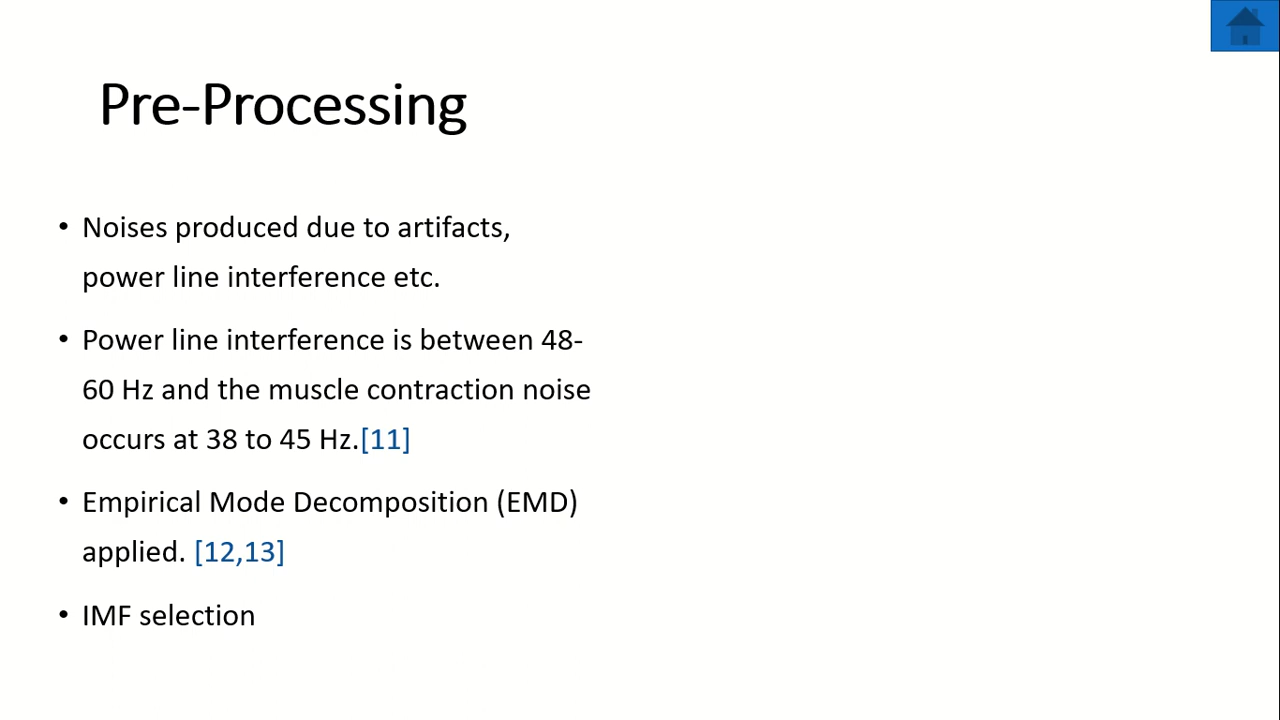 Pre-Processing
• Noises produced due to artifacts,
power line interference etc.
• Power line interference is between 48-
60 Hz and the muscle contraction noise
occurs at 38 to 45 Hz.[11]
• Empirical Mode Decomposition (EMD)
applied. [12,13]
• IMF selection